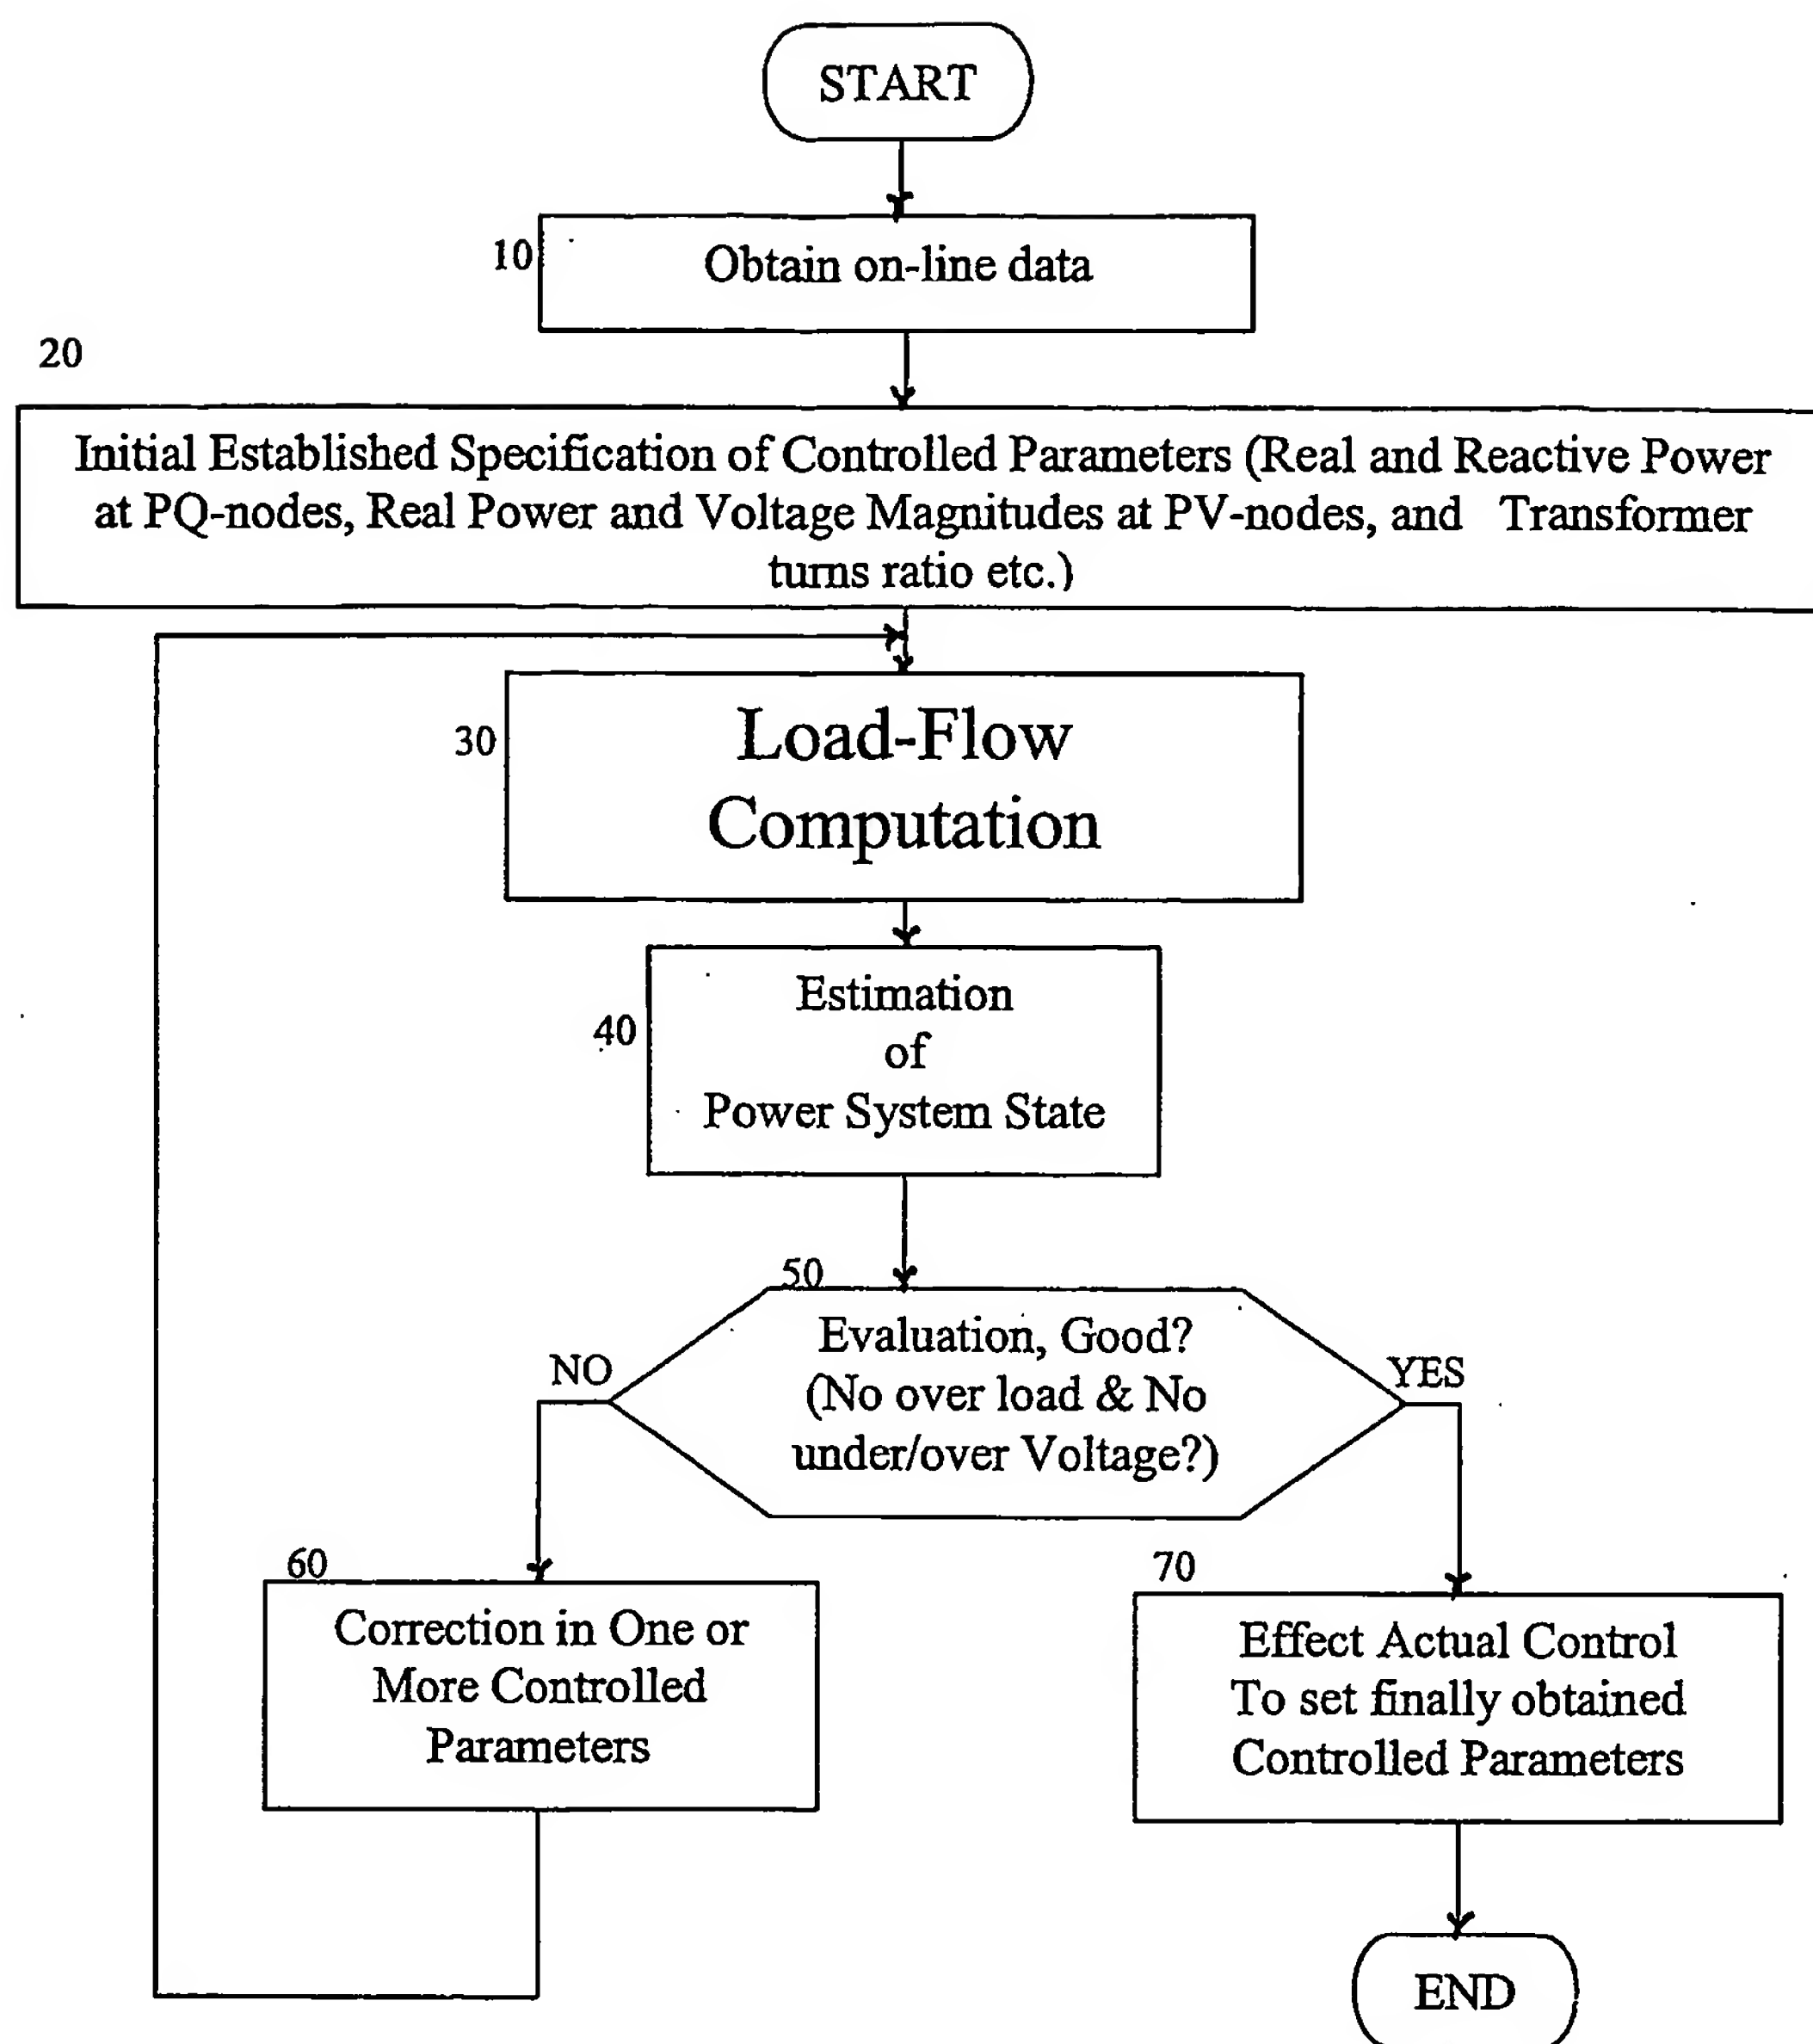 START
10
Obtain on-line data
20
Initial Established Specification of Controlled Parameters (Real and Reactive Power
at PQ-nodes, Real Power and Voltage Magnitudes at PV-nodes, and Transformer
turns ratio etc.)
30
Load-Flow
Computation
40
Estimation
of
Power System State
50
Evaluation, Good?
(No over load & No
under/over Voltage?)
NO
YES
60
Correction in One or
More Controlled
Parameters
70
Effect Actual Control
To set finally obtained
Controlled Parameters
END